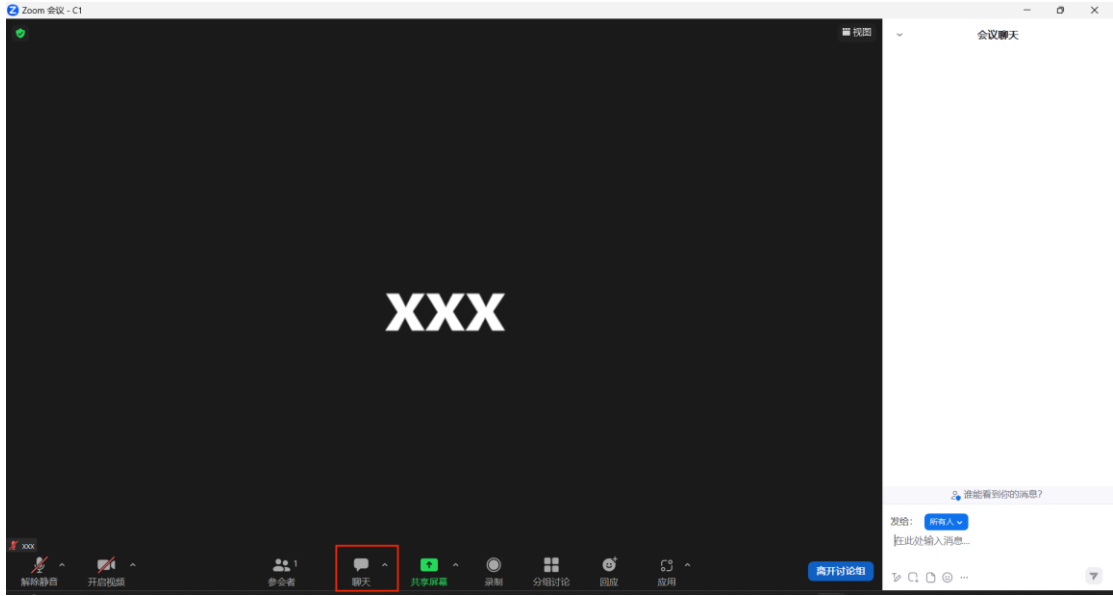 Zoom 会议 - C1
视图
会议聊天
xxx
谁能看到你的消息?
发给: 所有人
在此处输入消息...
xxx
解除静音 开启视频 参会者 1 聊天 共享屏幕 录制 分组讨论 回应 应用 离开讨论组